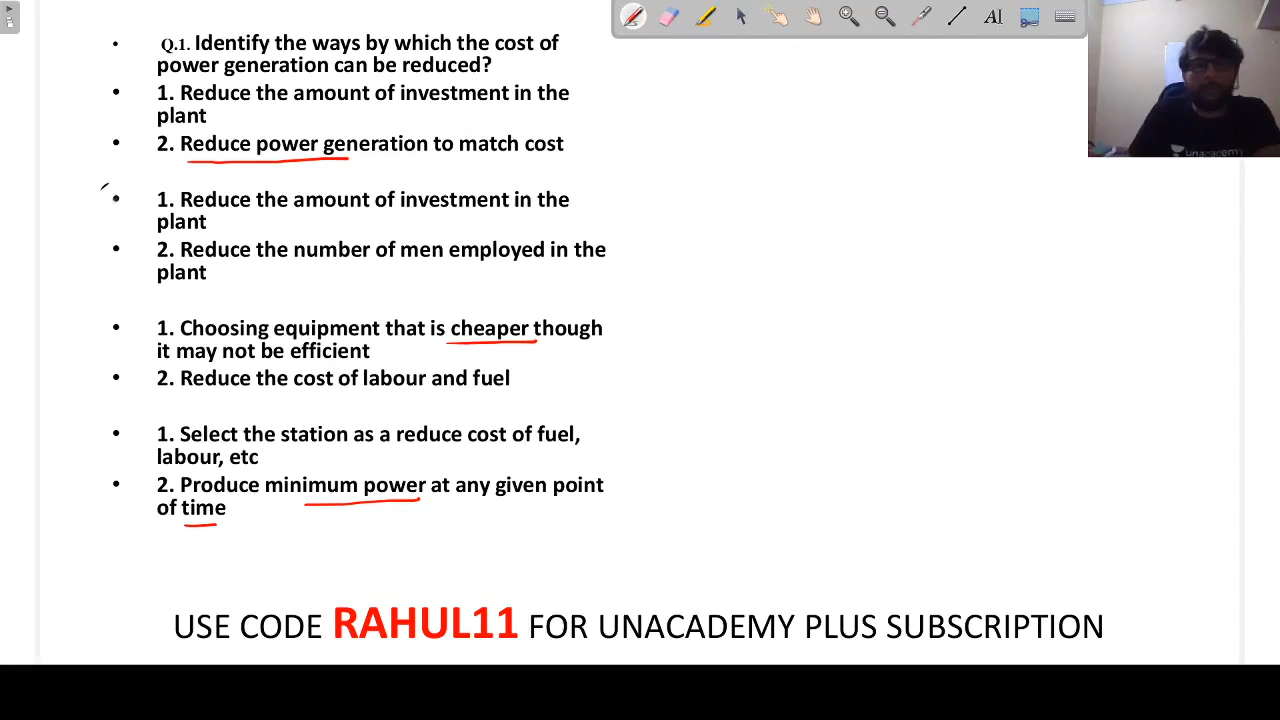 • Q.1. Identify the ways by which the cost of
power generation can be reduced?
• 1. Reduce the amount of investment in the
plant
• 2. Reduce power generation to match cost
• 1. Reduce the amount of investment in the
plant
• 2. Reduce the number of men employed in the
plant
• 1. Choosing equipment that is cheaper though
it may not be efficient
• 2. Reduce the cost of labour and fuel
• 1. Select the station as a reduce cost of fuel,
labour, etc
• 2. Produce minimum power at any given point
of time
USE CODE RAHUL11 FOR UNACADEMY PLUS SUBSCRIPTION
AI
unacademy